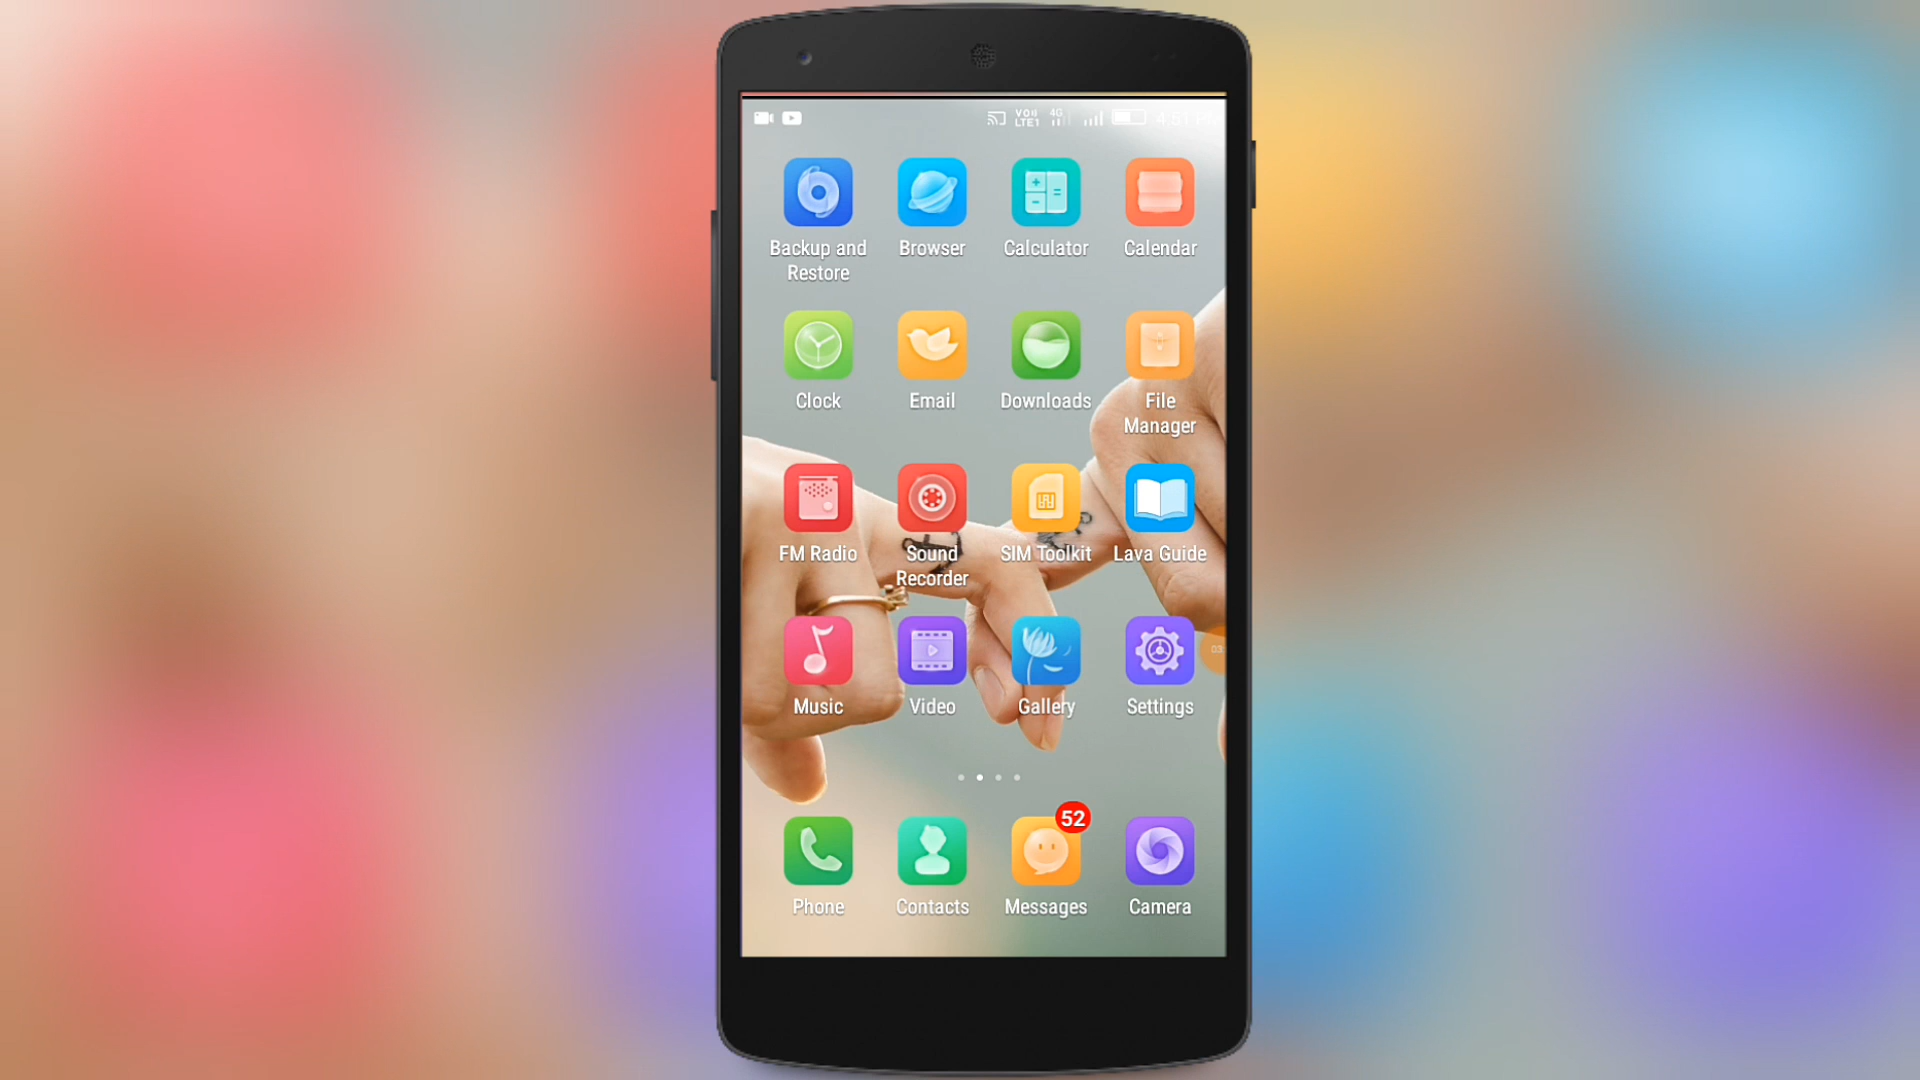 VoLTE1 4G 4:51
Backup and Restore
Browser
Calculator
Calendar
Clock
Email
Downloads
File Manager
FM Radio
Sound Recorder
SIM Toolkit
Lava Guide
Music
Video
Gallery
Settings
03:
52
Phone
Contacts
Messages
Camera